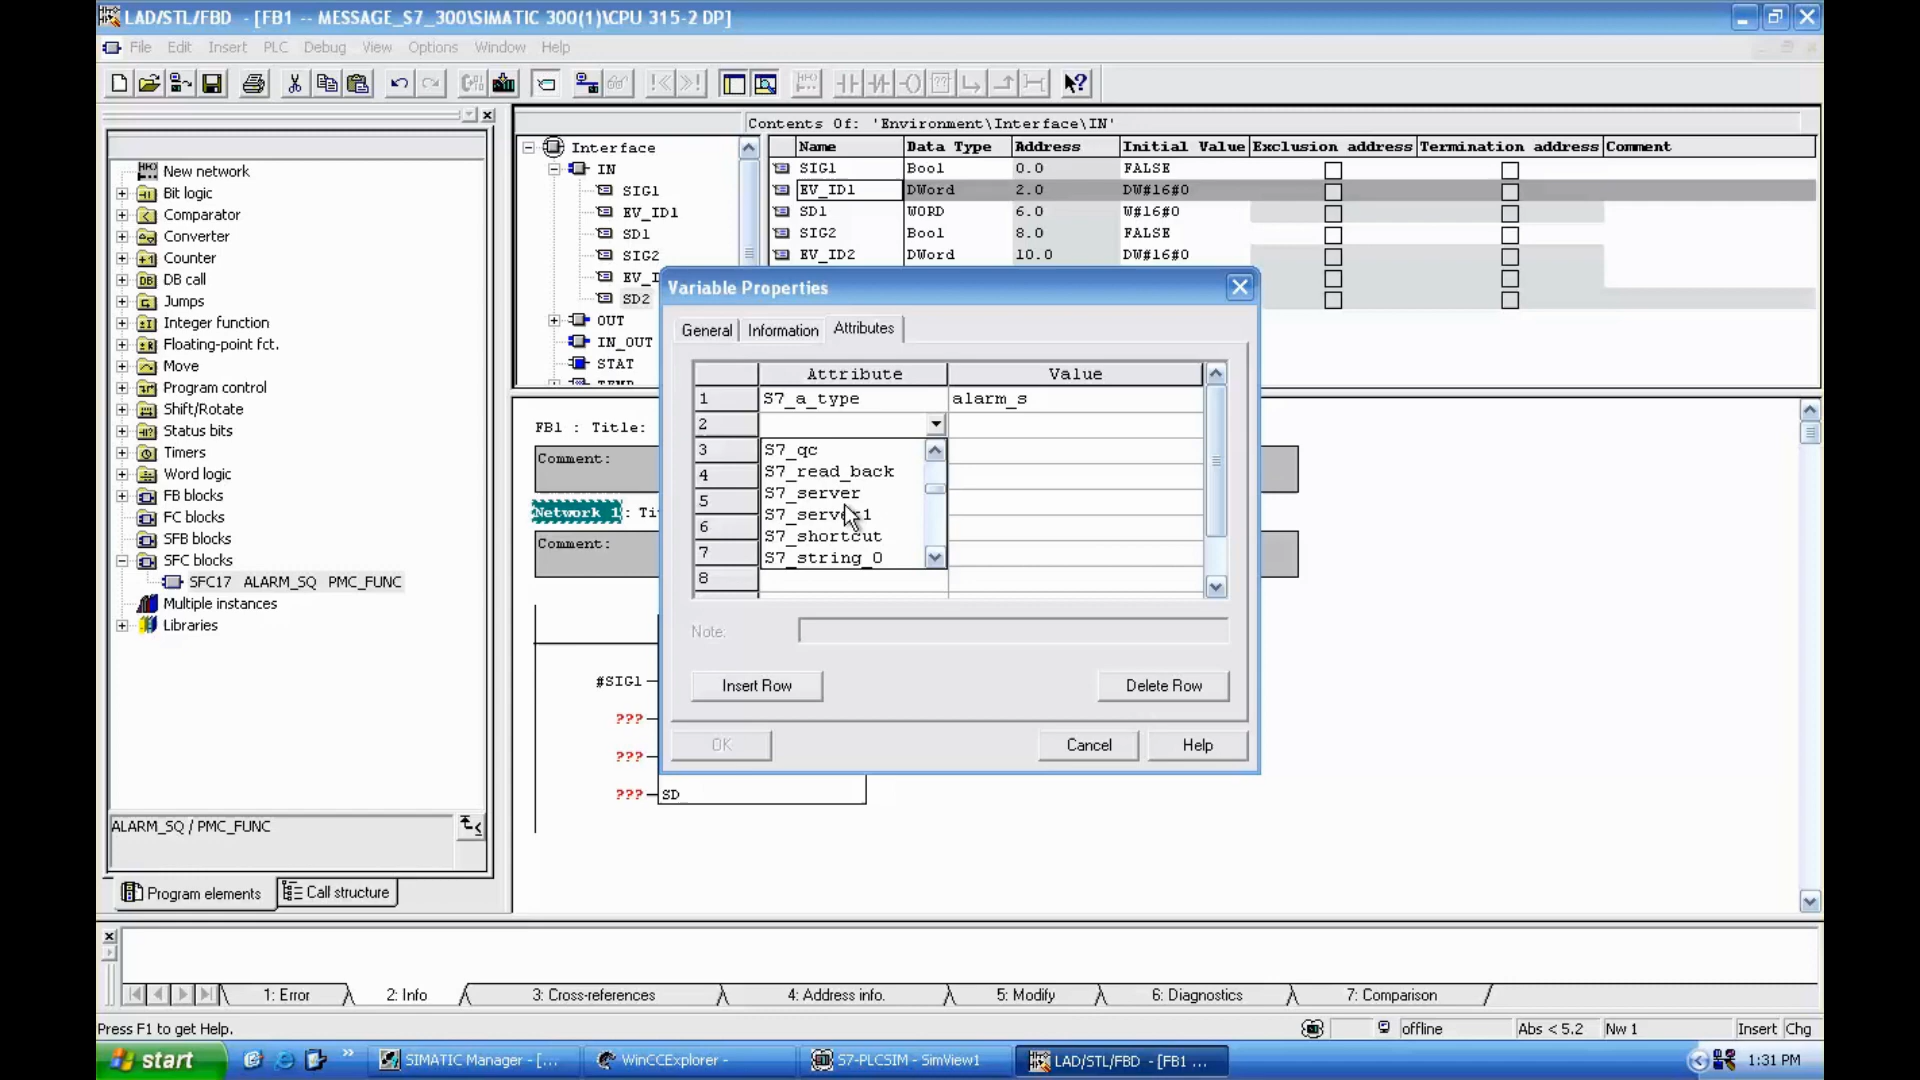 LAD/STL/FBD - [FB1 -- MESSAGE_S7_300\SIMATIC 300(1)\CPU 315-2 DP]
File Edit Insert PLC Debug View Options Window Help
Contents Of: 'Environment\Interface\IN'
Interface
IN
SIG1
EV_ID1
SD1
SIG2
EV_I
SD2
OUT
IN_OUT
STAT
Name Data Type Address Initial Value Exclusion address Termination address Comment
SIG1 Bool 0.0 FALSE
EV_ID1 DWord 2.0 DW#16#0
SD1 WORD 6.0 W#16#0
SIG2 Bool 8.0 FALSE
EV_ID2 DWord 10.0 DW#16#0
New network
Bit logic
Comparator
Converter
Counter
DB call
Jumps
Integer function
Floating-point fct.
Move
Program control
Shift/Rotate
Status bits
Timers
Word logic
FB blocks
FC blocks
SFB blocks
SFC blocks
SFC17 ALARM_SQ PMC_FUNC
Multiple instances
Libraries
ALARM_SQ / PMC_FUNC
Program elements Call structure
FB1 : Title:
Comment:
Network 1: Ti
Comment:
#SIG1
???
???
??? SD
Variable Properties
General Information Attributes
Attribute Value
1 S7_a_type alarm_s
2
3 S7_qc
4 S7_read_back
5 S7_server
S7_server1
6 S7_shortcut
7 S7_string_0
8
Note:
Insert Row Delete Row
OK Cancel Help
1: Error 2: Info 3: Cross-references 4: Address info. 5: Modify 6: Diagnostics 7: Comparison
Press F1 to get Help. offline Abs < 5.2 Nw 1 Insert Chg
start SIMATIC Manager - [... WinCCExplorer - S7-PLCSIM - SimView1 LAD/STL/FBD - [FB1 ... 1:31 PM